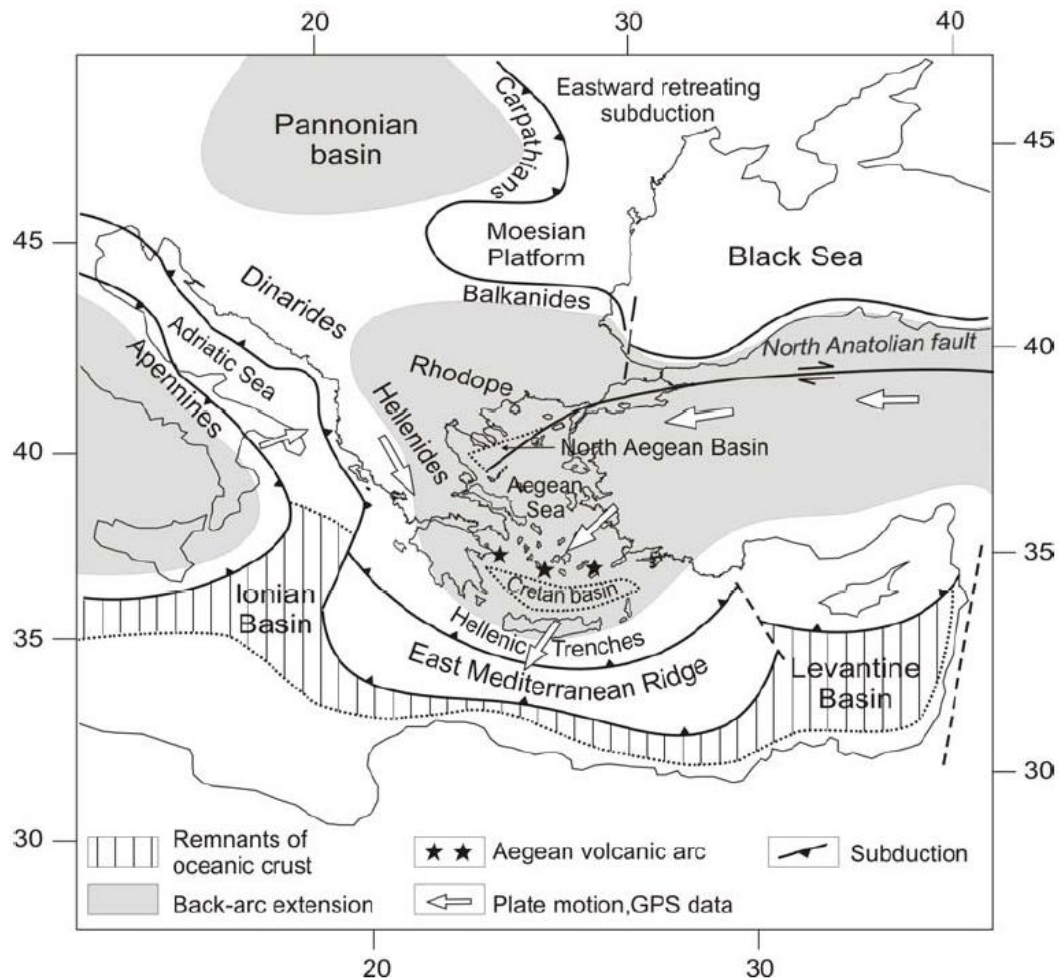 20
30
40
Pannonian
basin
Carpathians
Eastward retreating
subduction
45
45
Moesian
Platform
Black Sea
Balkanides
Dinarides
Adriatic Sea
Apennines
North Anatolian fault
40
Rhodope
Hellenides
40
North Aegean Basin
Aegean
Sea
35
Cretan basin
Ionian
Basin
35
Hellenic Trenches
East Mediterranean Ridge
Levantine
Basin
30
30
Remnants of
oceanic crust
Aegean volcanic arc
Subduction
Back-arc extension
Plate motion,GPS data
20
30